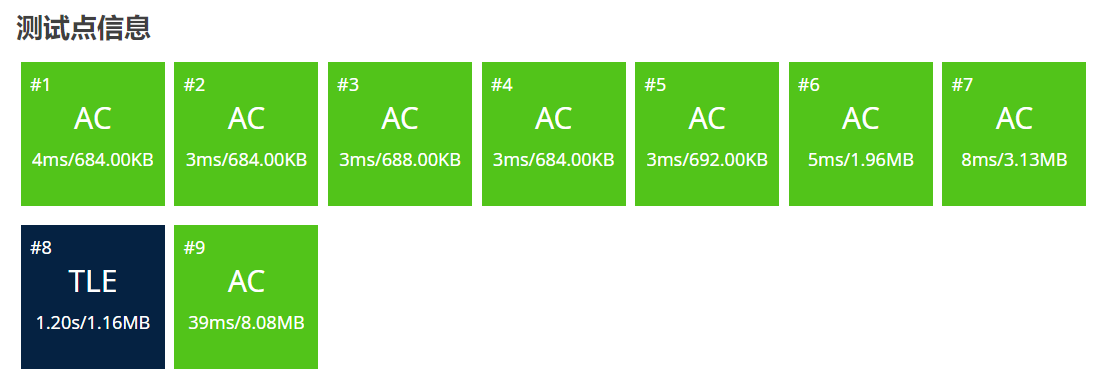 测试点信息
#1 #2 #3 #4 #5 #6 #7
AC AC AC AC AC AC AC
4ms/684.00KB 3ms/684.00KB 3ms/688.00KB 3ms/684.00KB 3ms/692.00KB 5ms/1.96MB 8ms/3.13MB
#8 #9
TLE AC
1.20s/1.16MB 39ms/8.08MB